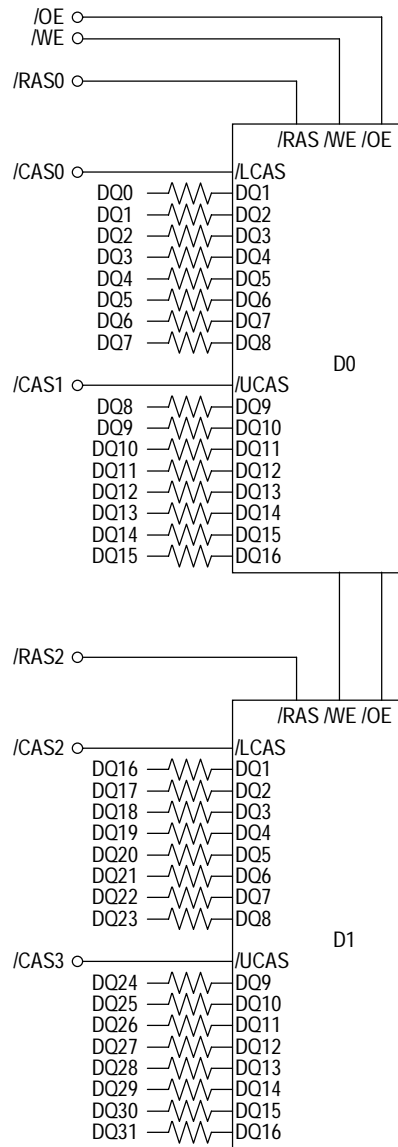 /OE
/WE
/RAS0
/RAS /WE /OE
/CAS0 /LCAS
DQ0 DQ1
DQ1 DQ2
DQ2 DQ3
DQ3 DQ4
DQ4 DQ5
DQ5 DQ6
DQ6 DQ7
DQ7 DQ8
D0
/CAS1 /UCAS
DQ8 DQ9
DQ9 DQ10
DQ10 DQ11
DQ11 DQ12
DQ12 DQ13
DQ13 DQ14
DQ14 DQ15
DQ15 DQ16
/RAS2
/RAS /WE /OE
/CAS2 /LCAS
DQ16 DQ1
DQ17 DQ2
DQ18 DQ3
DQ19 DQ4
DQ20 DQ5
DQ21 DQ6
DQ22 DQ7
DQ23 DQ8
D1
/CAS3 /UCAS
DQ24 DQ9
DQ25 DQ10
DQ26 DQ11
DQ27 DQ12
DQ28 DQ13
DQ29 DQ14
DQ30 DQ15
DQ31 DQ16